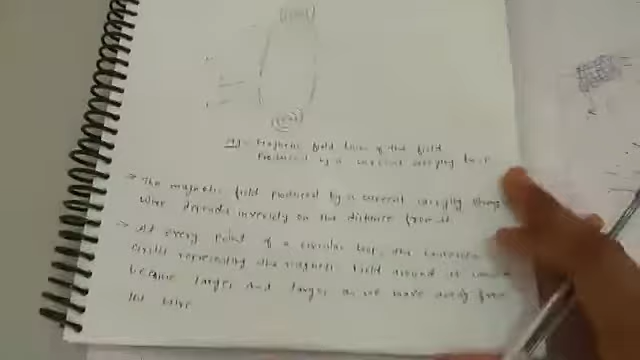 Fig:- Magnetic field lines of the field
Produced by a current carrying loop
→ The magnetic field produced by a current carrying
wire depends inversely on the distance from it
→ At every point of a circular loop, the
circles representing the magnetic field around it
become larger and larger as we move away from
the wire